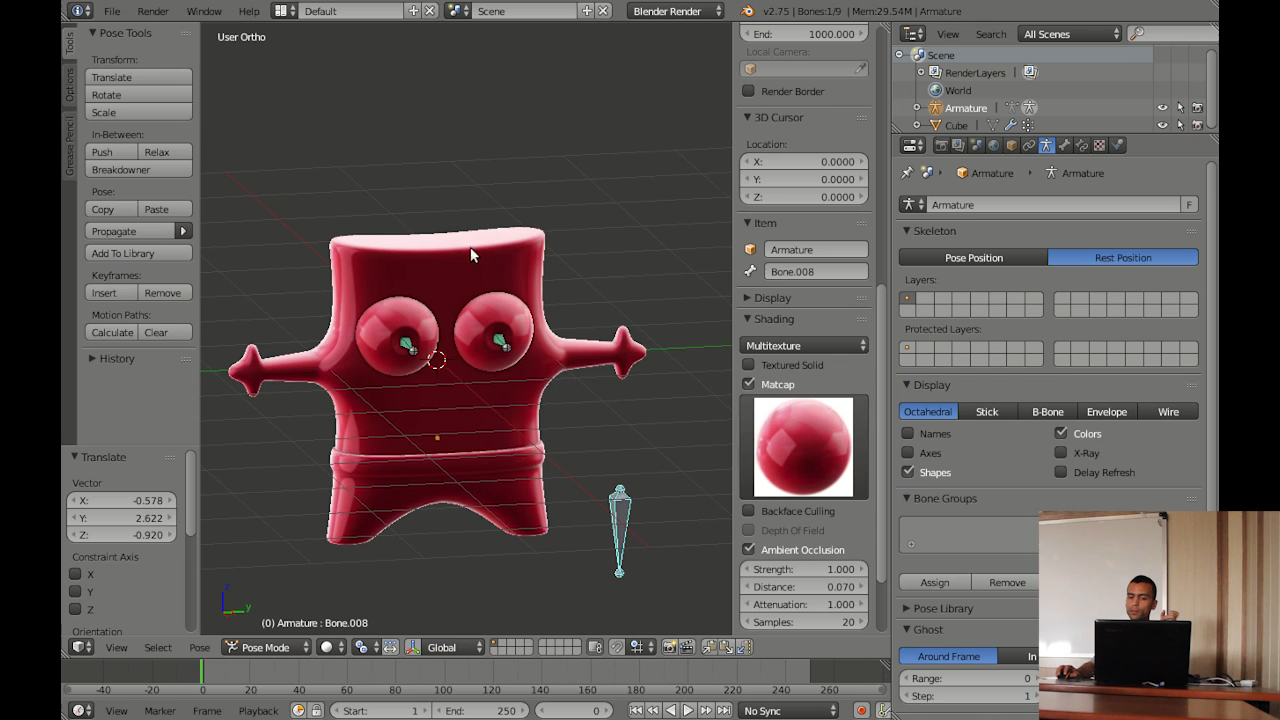 File Render Window Help Default Scene Blender Render v2.75 | Bones:1/9 | Mem:29.54M | Armature
Tools
Options
Grease Pencil
Pose Tools
Transform:
Translate
Rotate
Scale
In-Between:
Push Relax
Breakdowner
Pose:
Copy Paste
Propagate
Add To Library
Keyframes:
Insert Remove
Motion Paths:
Calculate Clear
History
Translate
Vector
X: -0.578
Y: 2.622
Z: -0.920
Constraint Axis
X
Y
Z
Orientation
User Ortho
z
y
(0) Armature : Bone.008
End: 1000.000
Local Camera:
Render Border
3D Cursor
Location:
X: 0.0000
Y: 0.0000
Z: 0.0000
Item
Armature
Bone.008
Display
Shading
Multitexture
Textured Solid
Matcap
Backface Culling
Depth Of Field
Ambient Occlusion
Strength: 1.000
Distance: 0.070
Attenuation: 1.000
Samples: 20
View Search All Scenes
Scene
RenderLayers
World
Armature
Cube
Armature Armature
Armature F
Skeleton
Pose Position Rest Position
Layers:
Protected Layers:
Display
Octahedral Stick B-Bone Envelope Wire
Names Colors
Axes X-Ray
Shapes Delay Refresh
Bone Groups
Assign Remove
Pose Library
Ghost
Around Frame In
Range: 0
Step: 1
View Select Pose Pose Mode Global
-40 -20 0 20 40 60 80 100 120 140 160 180 200 220 240 260
View Marker Frame Playback Start: 1 End: 250 0 No Sync